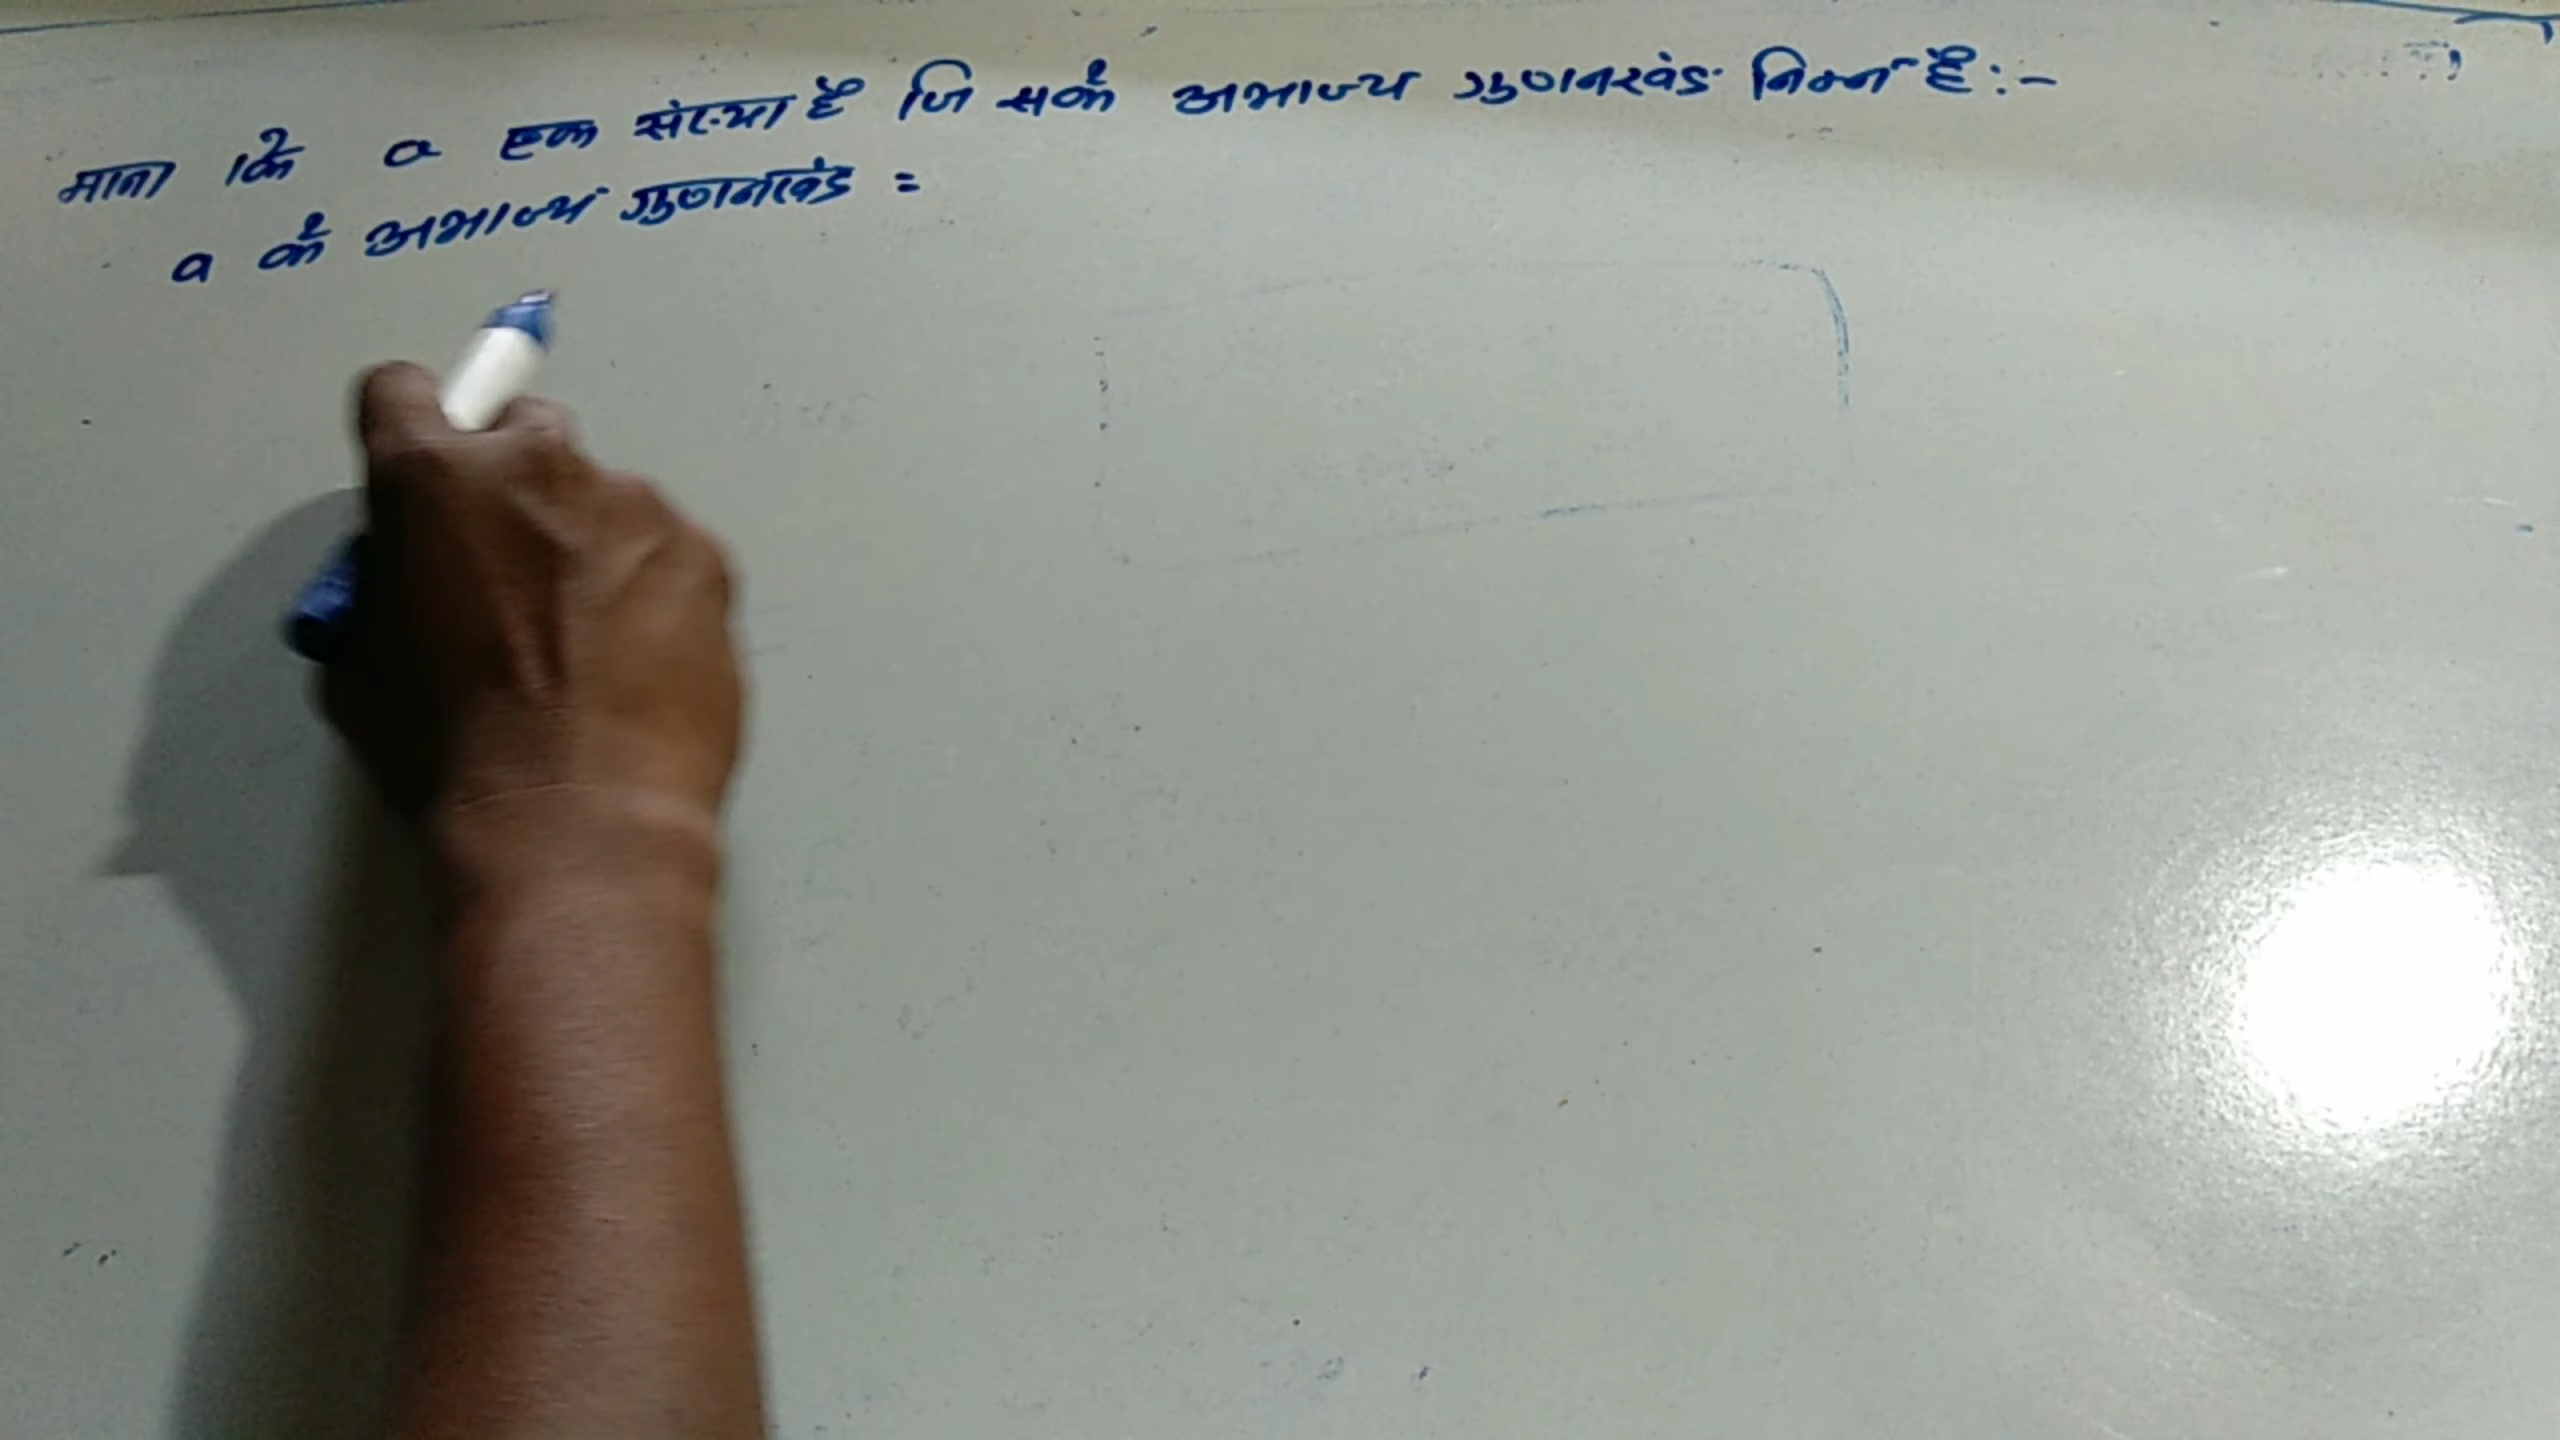 माना कि a एक संख्या है जिसके अभाज्य गुणनखंड निम्न है :-
a के अभाज्य गुणनखंड =